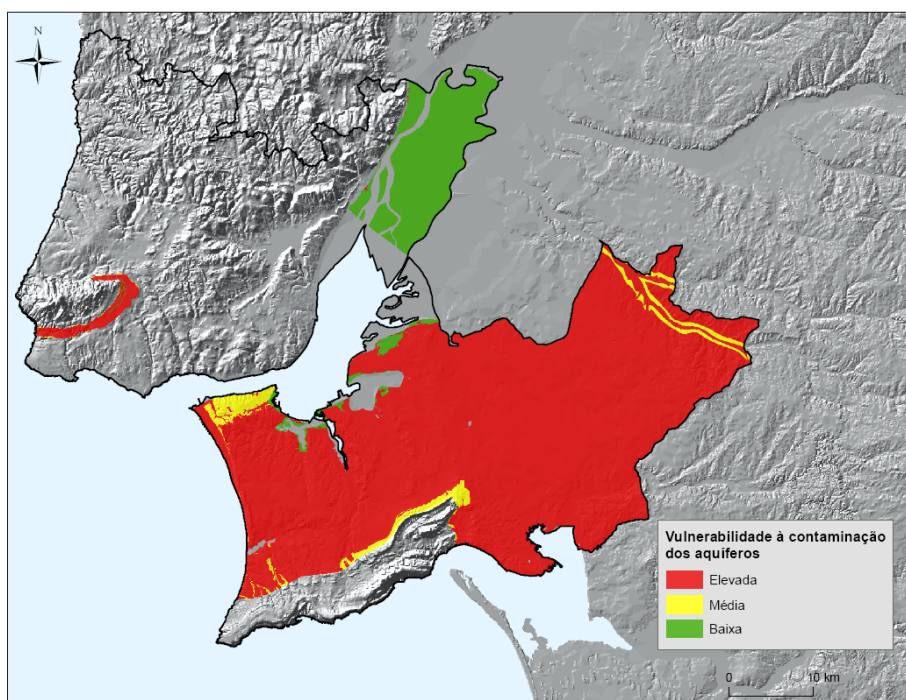 N
Vulnerabilidade à contaminação
dos aquíferos
Elevada
Média
Baixa
0 10 km